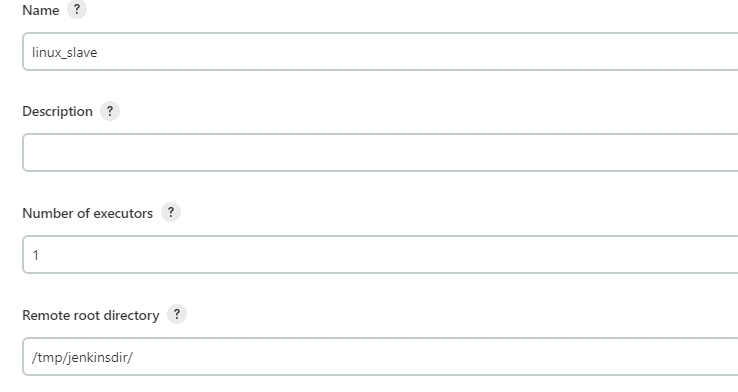 Name ?
linux_slave
Description ?
Number of executors ?
1
Remote root directory ?
/tmp/jenkinsdir/